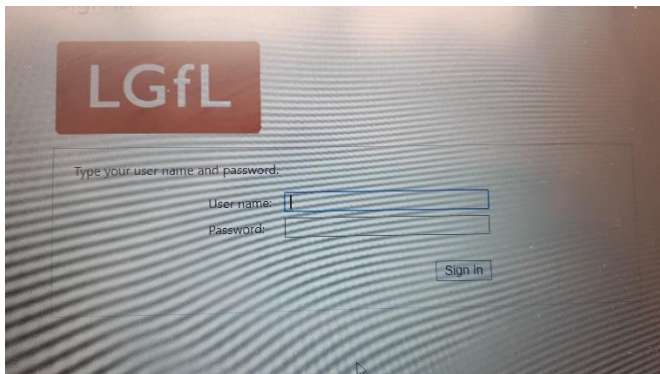 LGfL
Type your user name and password.
User name:
Password:
Sign In